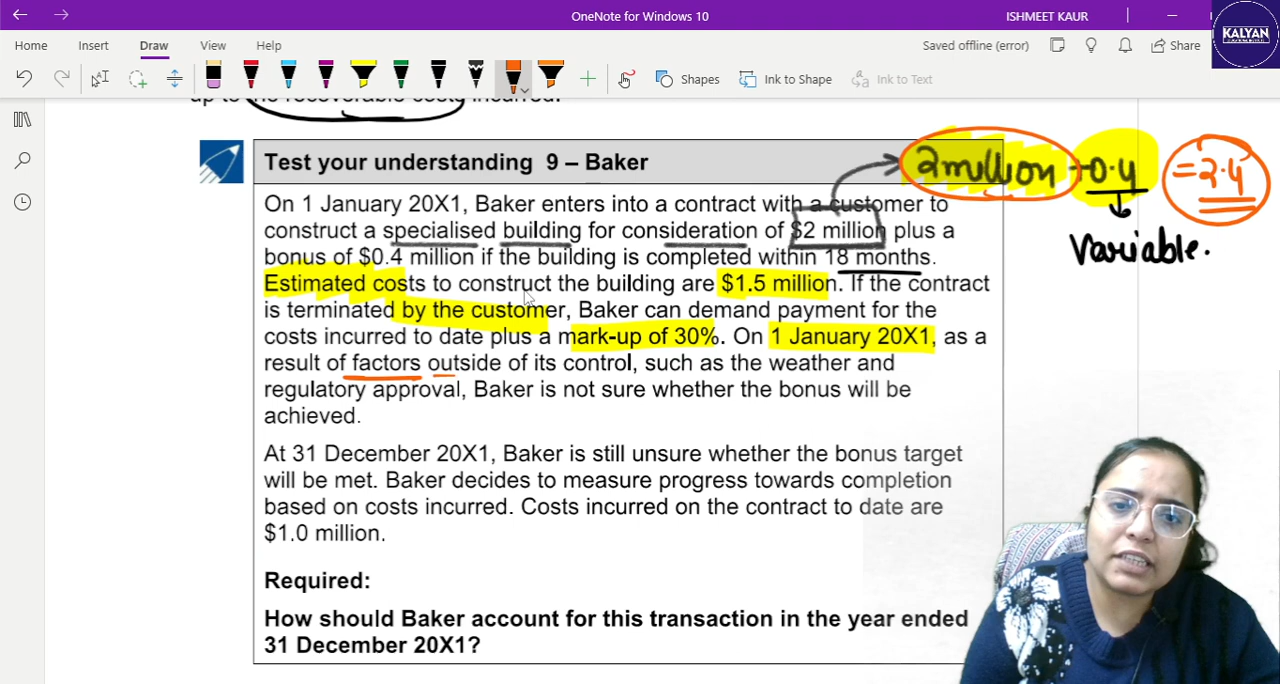 OneNote for Windows 10
ISHMEET KAUR
KALYAN
Home Insert Draw View Help
Saved offline (error) Share
Shapes Ink to Shape Ink to Text
up to the recoverable costs incurred.
Test your understanding 9 – Baker
2 million + 0.4 = 2.4
Variable.
On 1 January 20X1, Baker enters into a contract with a customer to
construct a specialised building for consideration of $2 million plus a
bonus of $0.4 million if the building is completed within 18 months.
Estimated costs to construct the building are $1.5 million. If the contract
is terminated by the customer, Baker can demand payment for the
costs incurred to date plus a mark-up of 30%. On 1 January 20X1, as a
result of factors outside of its control, such as the weather and
regulatory approval, Baker is not sure whether the bonus will be
achieved.
At 31 December 20X1, Baker is still unsure whether the bonus target
will be met. Baker decides to measure progress towards completion
based on costs incurred. Costs incurred on the contract to date are
$1.0 million.
Required:
How should Baker account for this transaction in the year ended
31 December 20X1?